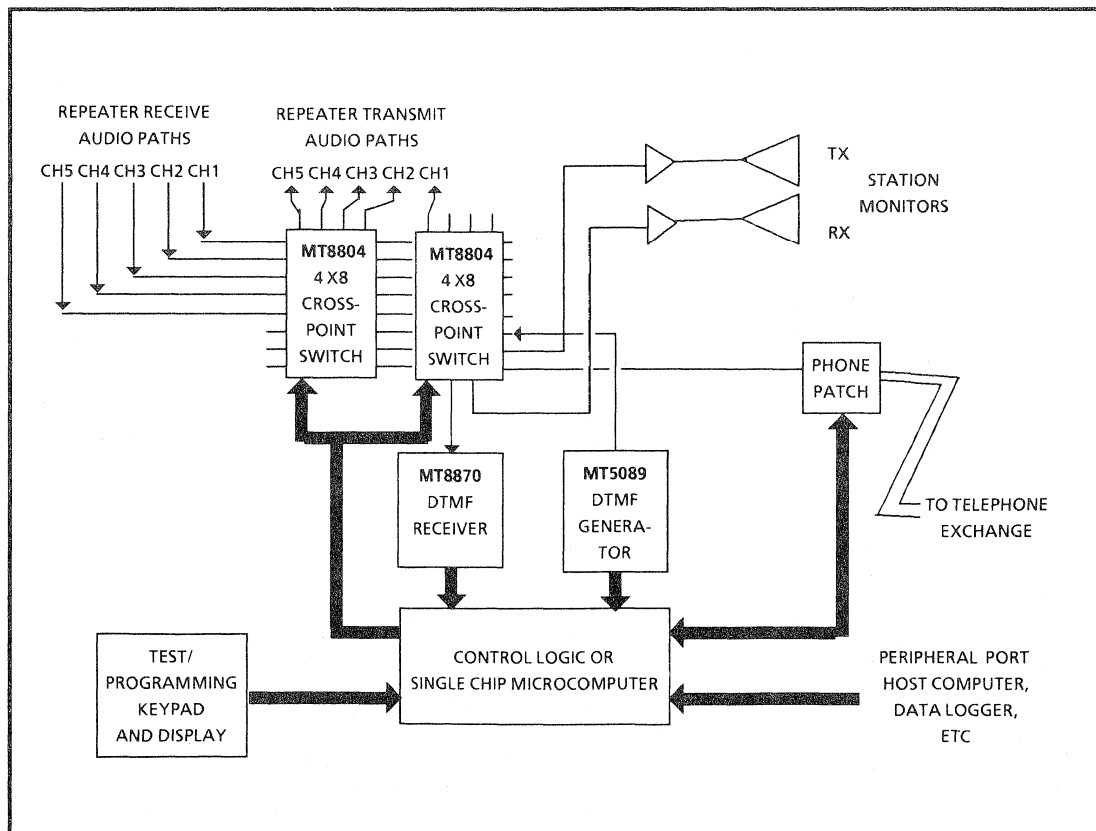 REPEATER RECEIVE
AUDIO PATHS
CH5 CH4 CH3 CH2 CH1
REPEATER TRANSMIT
AUDIO PATHS
CH5 CH4 CH3 CH2 CH1
TX
STATION
MONITORS
RX
MT8804
4 X8
CROSS-
POINT
SWITCH
MT8804
4 X8
CROSS-
POINT
SWITCH
PHONE
PATCH
MT8870
DTMF
RECEIVER
MT5089
DTMF
GENERA-
TOR
TO TELEPHONE
EXCHANGE
TEST/
PROGRAMMING
KEYPAD
AND DISPLAY
CONTROL LOGIC OR
SINGLE CHIP MICROCOMPUTER
PERIPHERAL PORT
HOST COMPUTER,
DATA LOGGER,
ETC